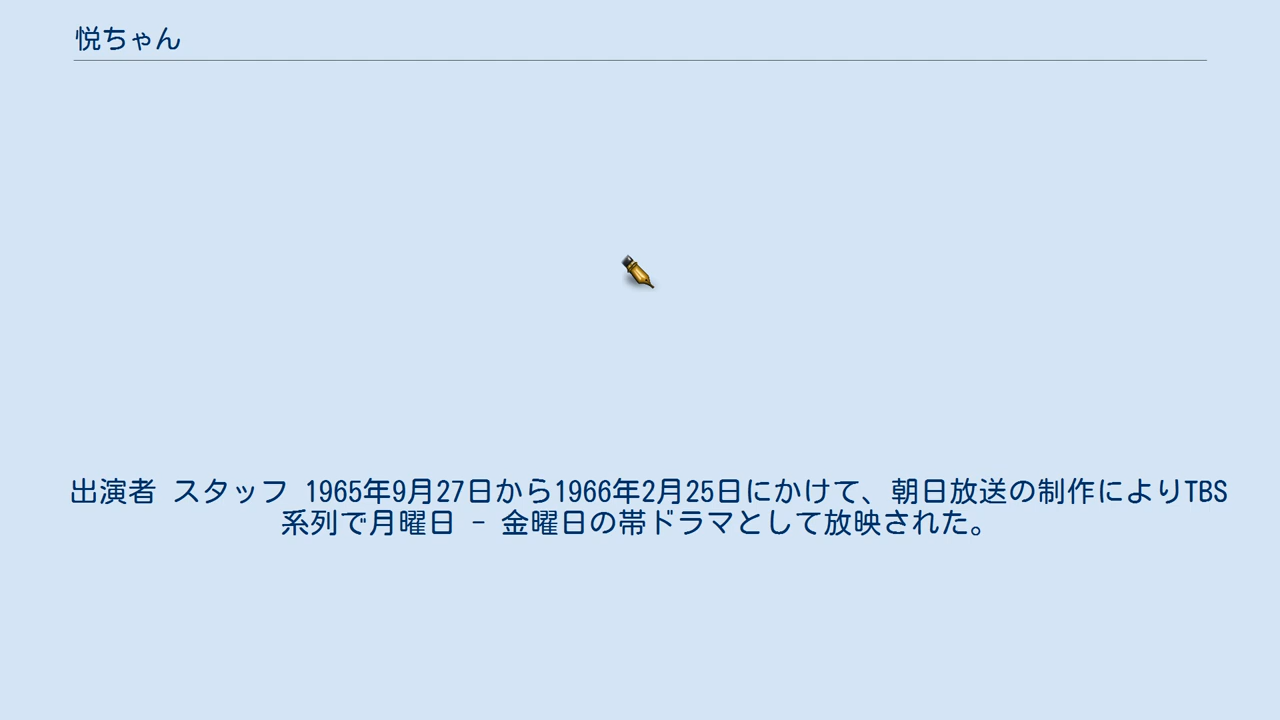 悦ちゃん
出演者 スタッフ 1965年9月27日から1966年2月25日にかけて、朝日放送の制作によりTBS
系列で月曜日 - 金曜日の帯ドラマとして放映された。